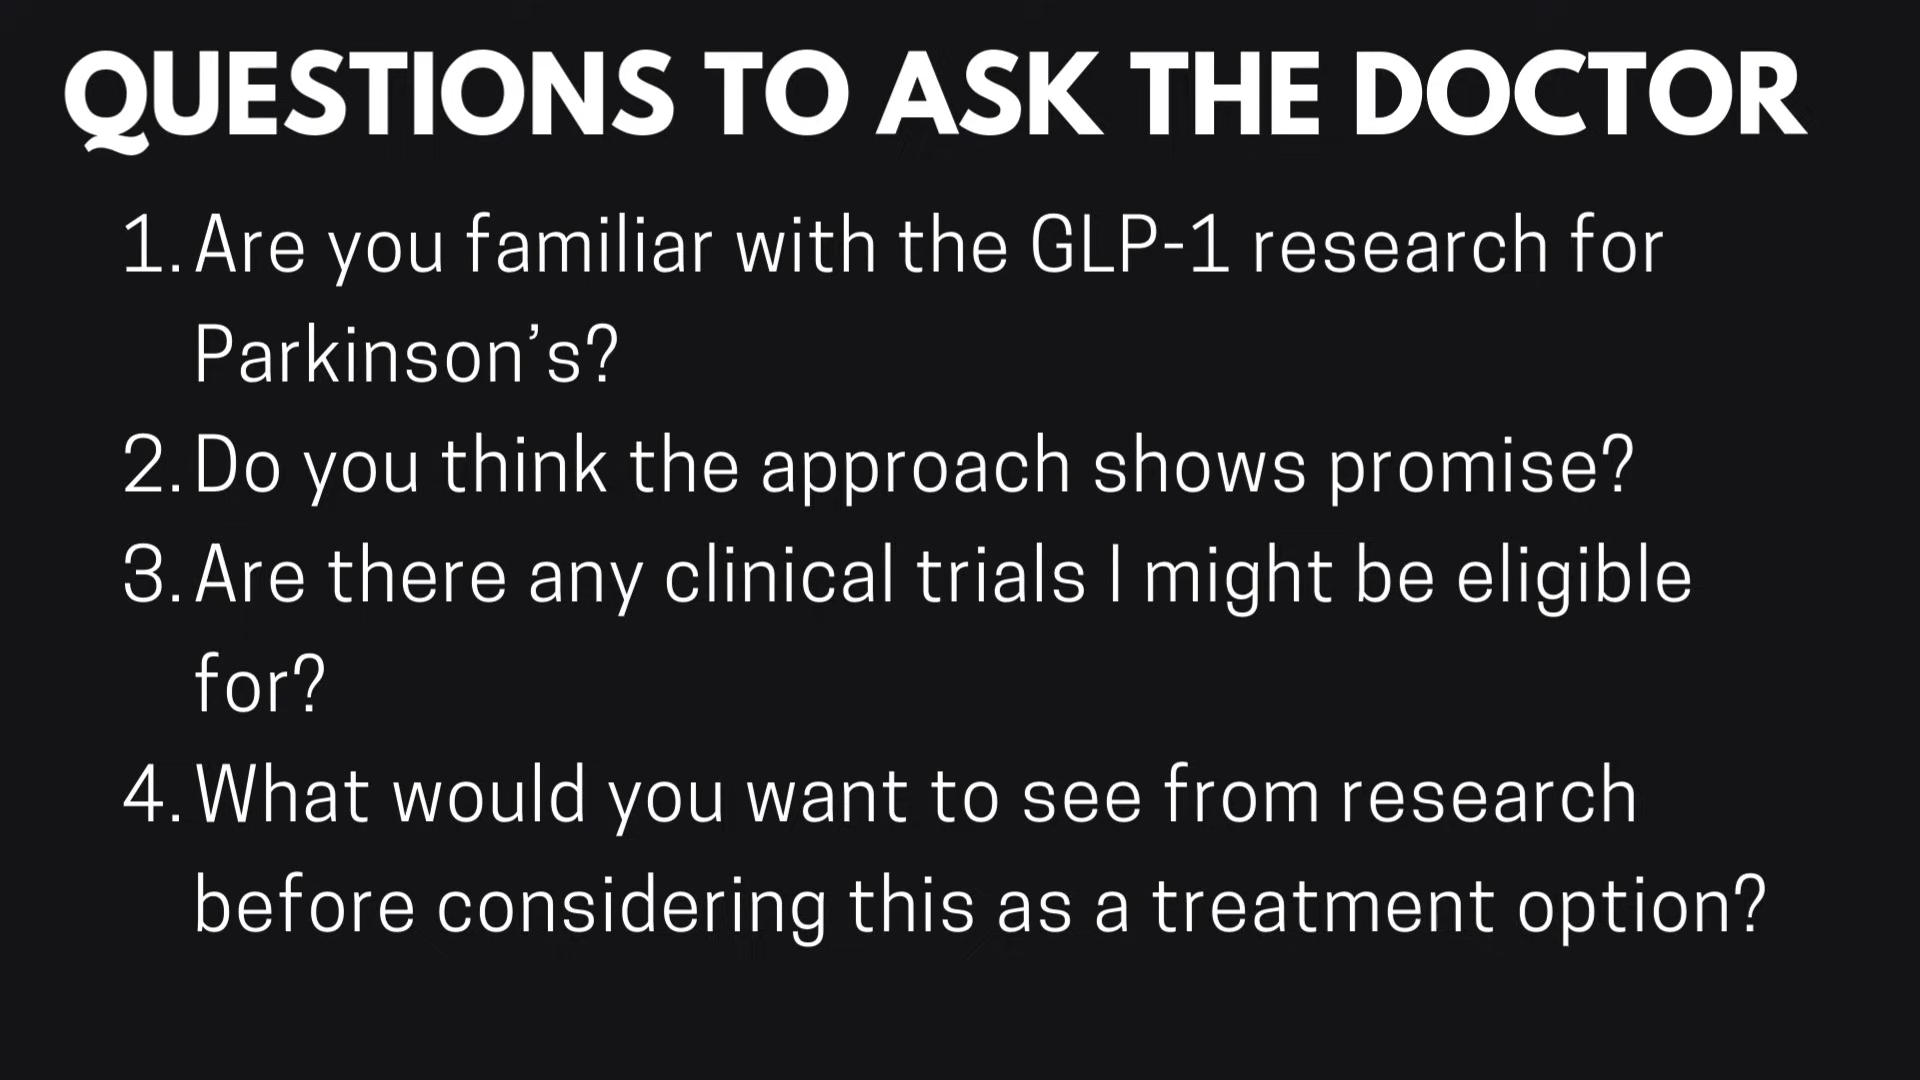 QUESTIONS TO ASK THE DOCTOR
1. Are you familiar with the GLP-1 research for
Parkinson’s?
2. Do you think the approach shows promise?
3. Are there any clinical trials I might be eligible
for?
4. What would you want to see from research
before considering this as a treatment option?